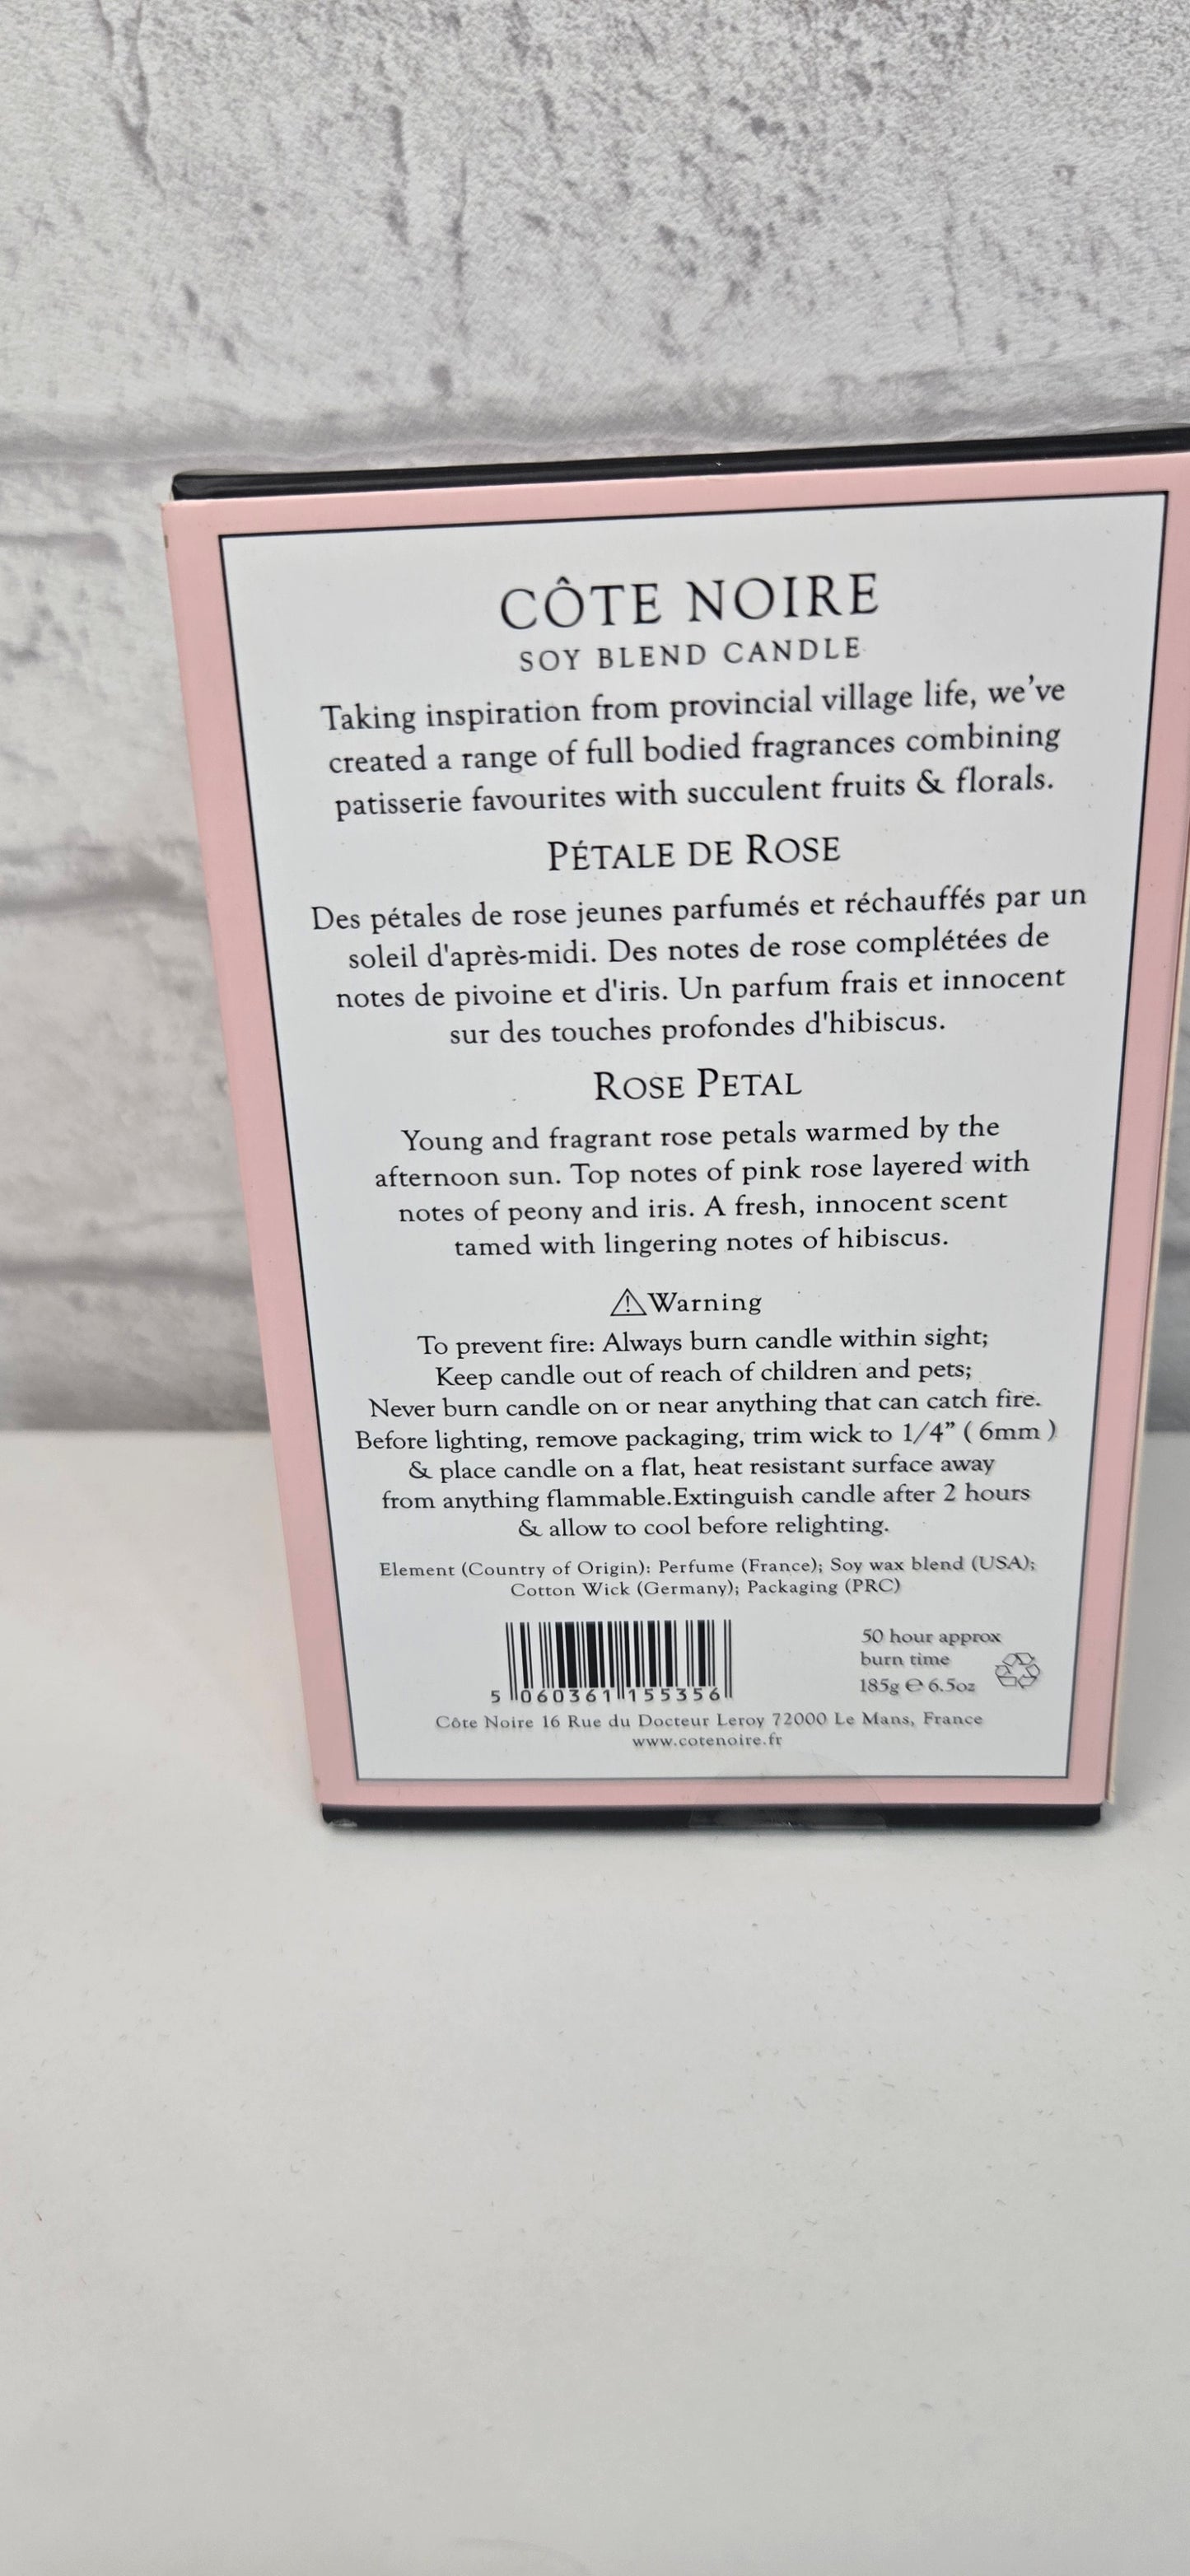 CÔTE NOIRE
SOY BLEND CANDLE
Taking inspiration from provincial village life, we've
created a range of full bodied fragrances combining
patisserie favourites with succulent fruits & florals.
PÉTALE DE ROSE
Des pétales de rose jeunes parfumés et réchauffés par un
soleil d'après-midi. Des notes de rose complétées de
notes de pivoine et d'iris. Un parfum frais et innocent
sur des touches profondes d'hibiscus.
ROSE PETAL
Young and fragrant rose petals warmed by the
afternoon sun. Top notes of pink rose layered with
notes of peony and iris. A fresh, innocent scent
tamed with lingering notes of hibiscus.
⚠Warning
To prevent fire: Always burn candle within sight;
Keep candle out of reach of children and pets;
Never burn candle on or near anything that can catch fire.
Before lighting, remove packaging, trim wick to 1/4” ( 6mm )
& place candle on a flat, heat resistant surface away
from anything flammable.Extinguish candle after 2 hours
& allow to cool before relighting.
Element (Country of Origin): Perfume (France); Soy wax blend (USA);
Cotton Wick (Germany); Packaging (PRC)
50 hour approx
burn time
185g ℮ 6.5oz
5 060361 155356
Côte Noire 16 Rue du Docteur Leroy 72000 Le Mans, France
www.cotenoire.fr